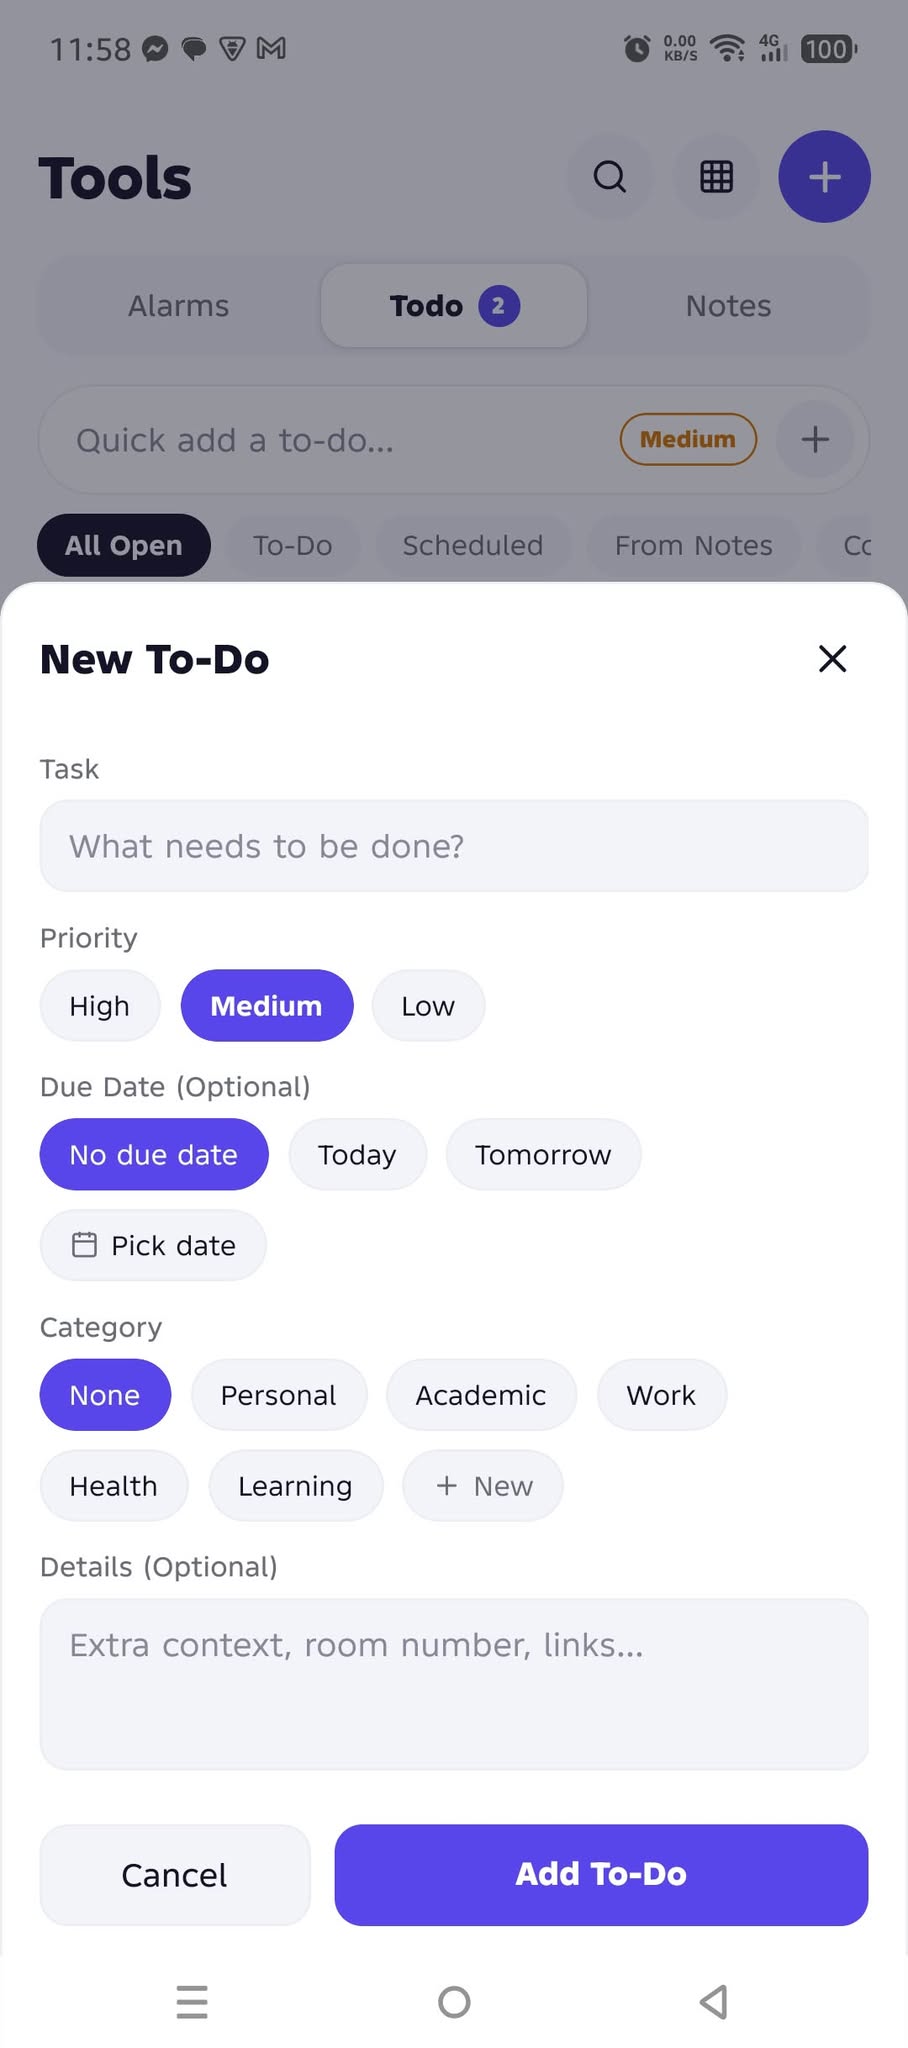 11:58
0.00 KB/S 4G 100
Tools
Alarms Todo 2 Notes
Quick add a to-do... Medium
All Open To-Do Scheduled From Notes
New To-Do
Task
What needs to be done?
Priority
High Medium Low
Due Date (Optional)
No due date Today Tomorrow
Pick date
Category
None Personal Academic Work
Health Learning + New
Details (Optional)
Extra context, room number, links...
Cancel Add To-Do